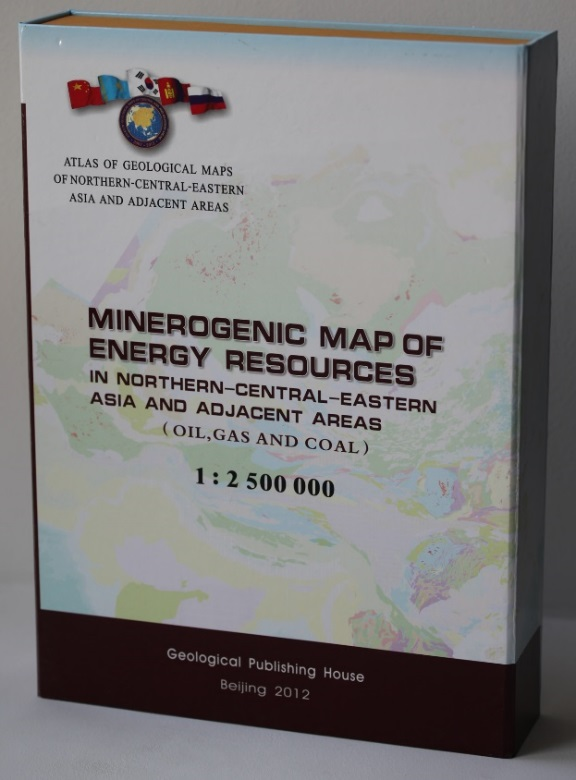 ATLAS OF GEOLOGICAL MAPS
OF NORTHERN-CENTRAL-EASTERN
ASIA AND ADJACENT AREAS
MINEROGENIC MAP OF
ENERGY RESOURCES
IN NORTHERN-CENTRAL-EASTERN
ASIA AND ADJACENT AREAS
(OIL,GAS AND COAL)
1:2 500 000
Geological Publishing House
Beijing 2012